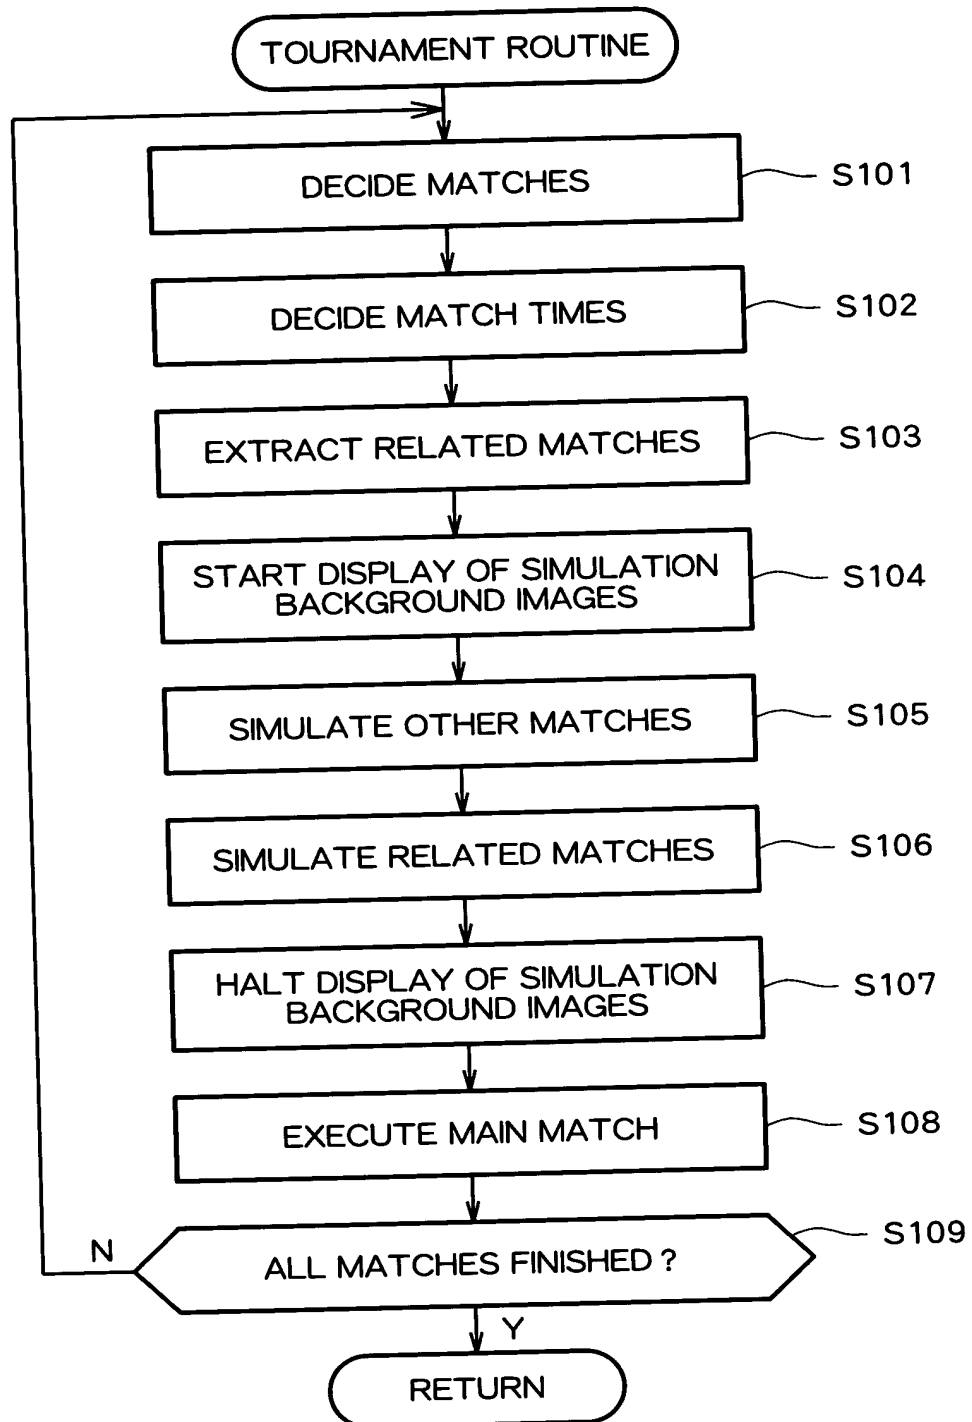 TOURNAMENT ROUTINE
DECIDE MATCHES
S101
DECIDE MATCH TIMES
S102
EXTRACT RELATED MATCHES
S103
START DISPLAY OF SIMULATION
BACKGROUND IMAGES
S104
SIMULATE OTHER MATCHES
S105
SIMULATE RELATED MATCHES
S106
HALT DISPLAY OF SIMULATION
BACKGROUND IMAGES
S107
EXECUTE MAIN MATCH
S108
ALL MATCHES FINISHED ?
S109
N
Y
RETURN